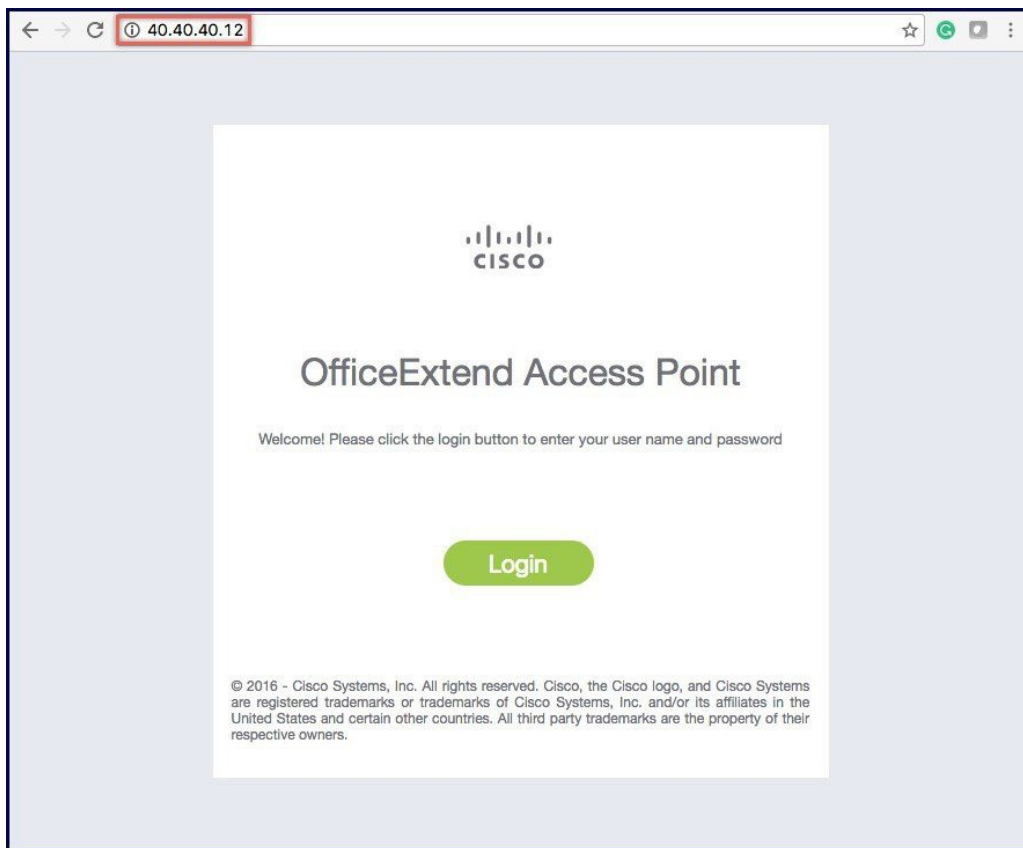 40.40.40.12
CISCO
OfficeExtend Access Point
Welcome! Please click the login button to enter your user name and password
Login
© 2016 - Cisco Systems, Inc. All rights reserved. Cisco, the Cisco logo, and Cisco Systems
are registered trademarks or trademarks of Cisco Systems, Inc. and/or its affiliates in the
United States and certain other countries. All third party trademarks are the property of their
respective owners.